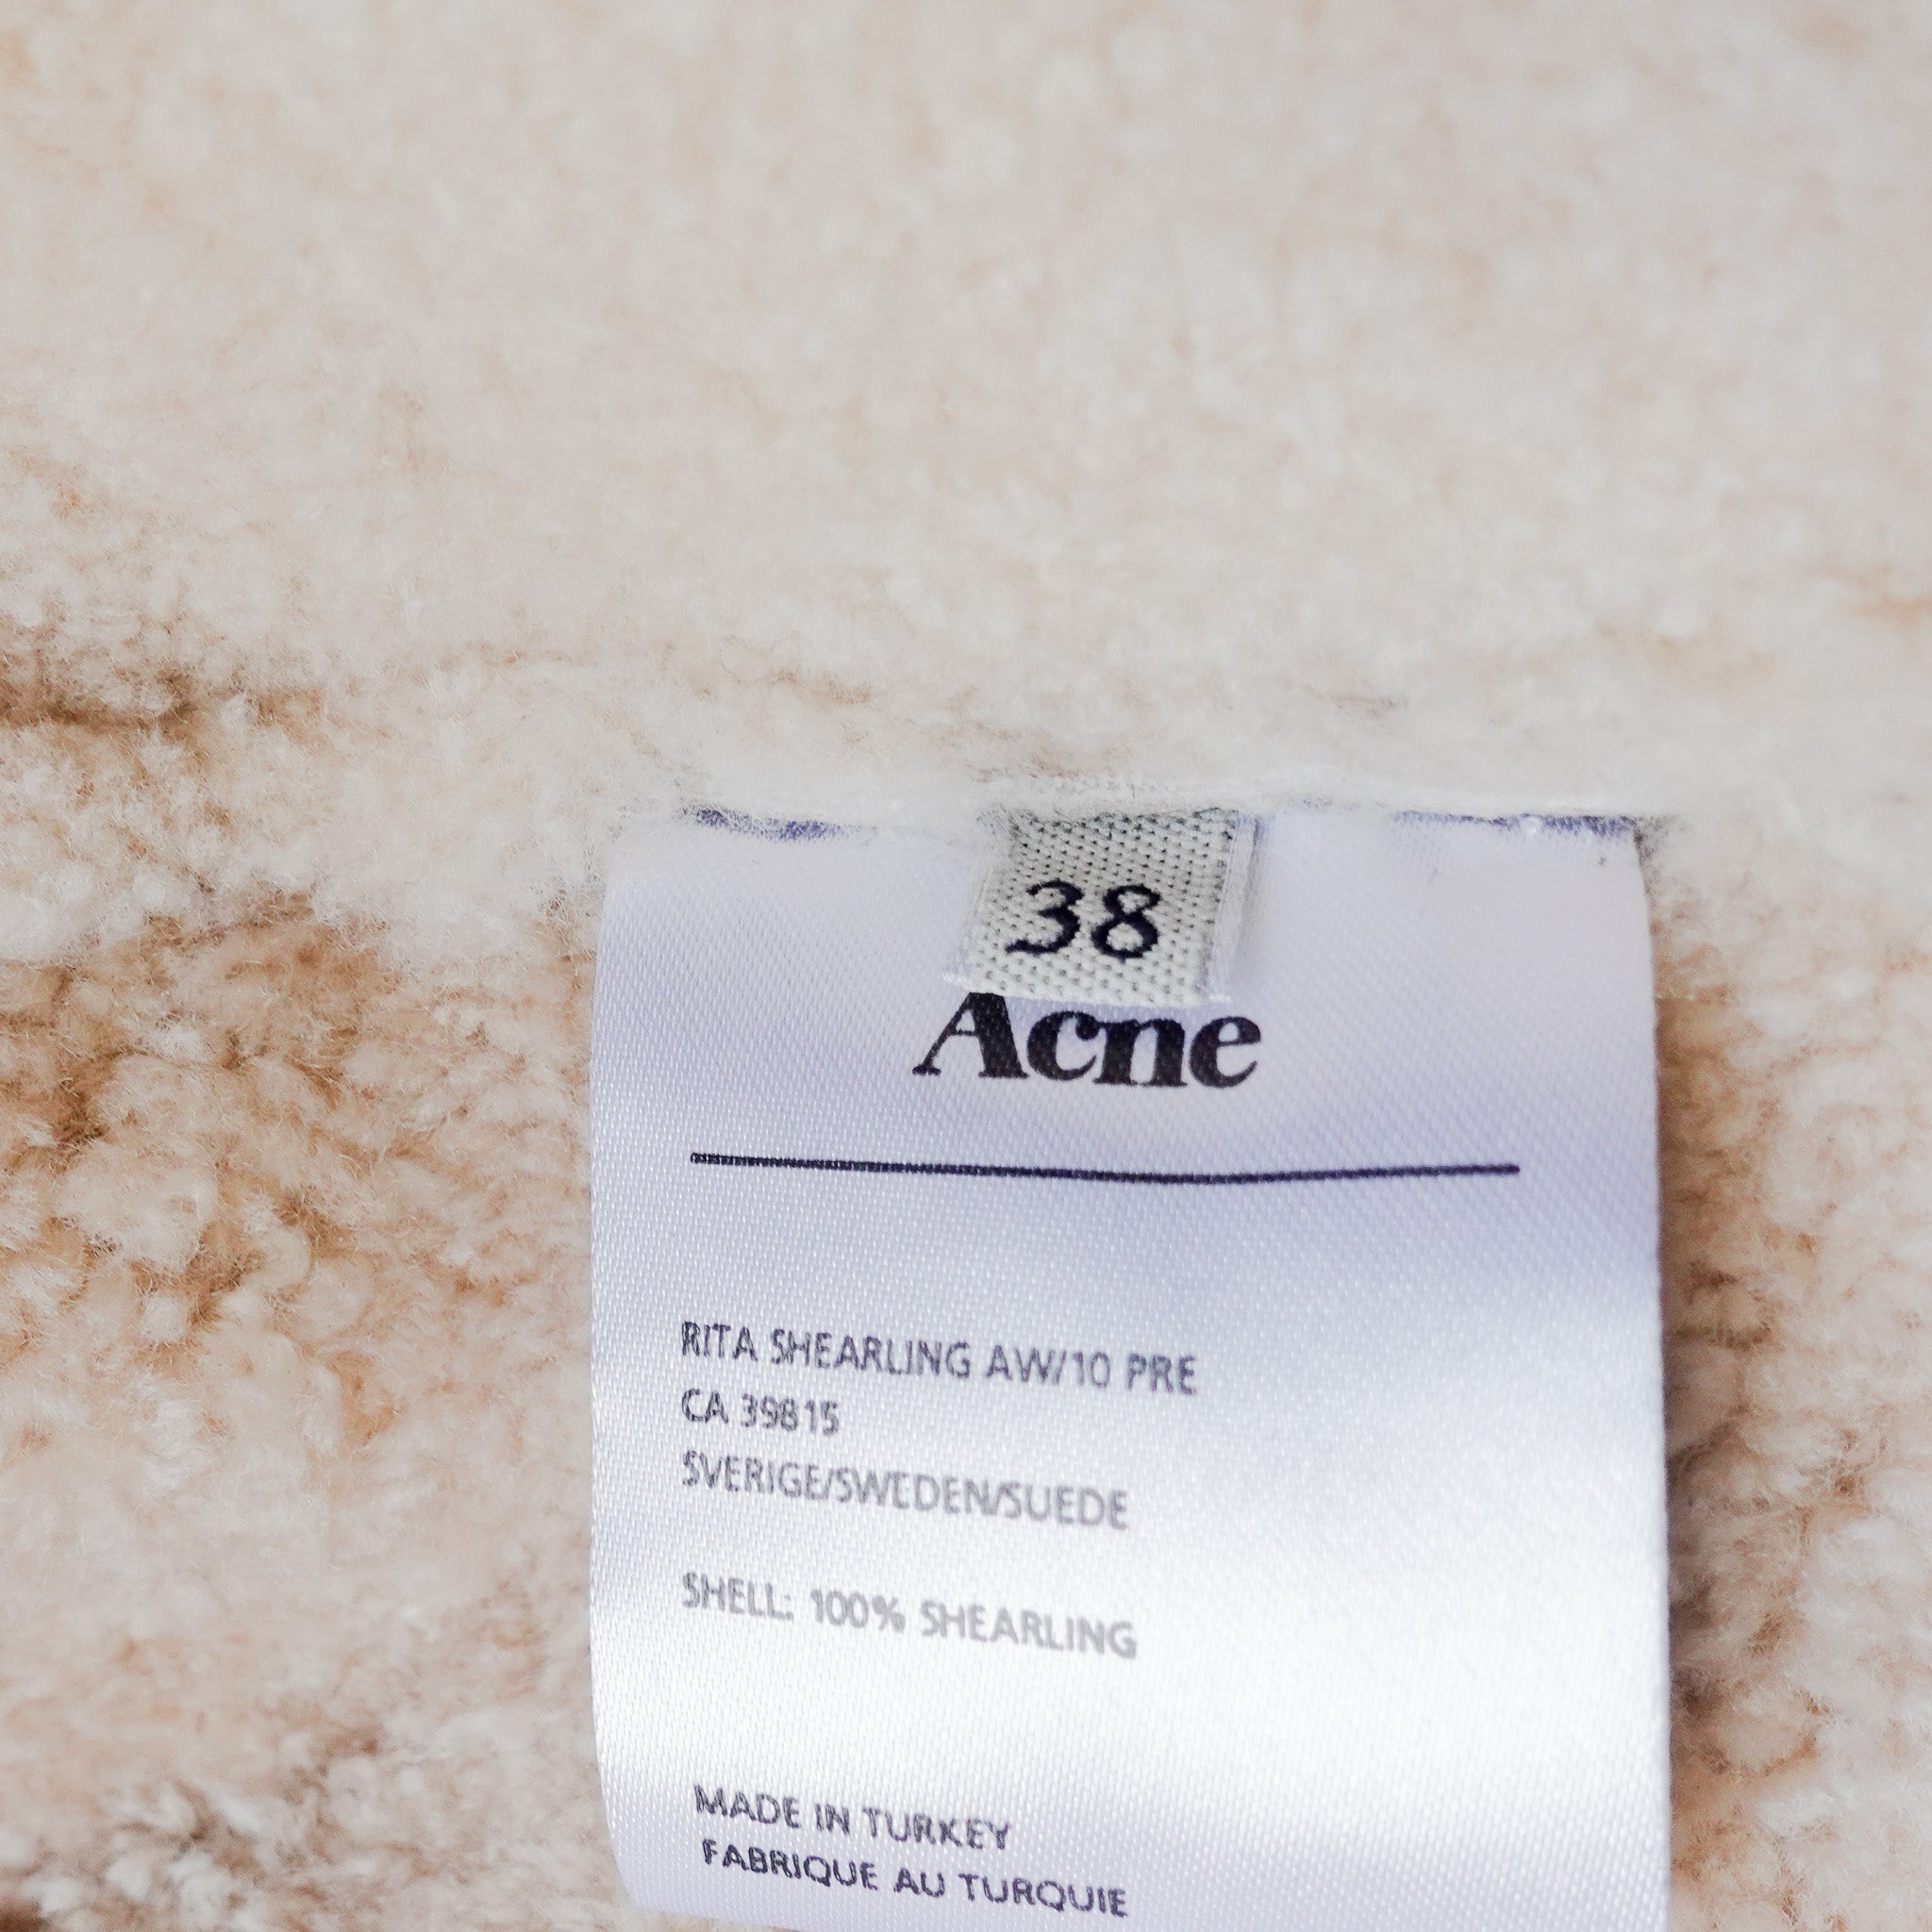 38
Acne
RITA SHEARLING AW/10 PRE
CA 39815
SVERIGE/SWEDEN/SUEDE
SHELL: 100% SHEARLING
MADE IN TURKEY
FABRIQUE AU TURQUIE